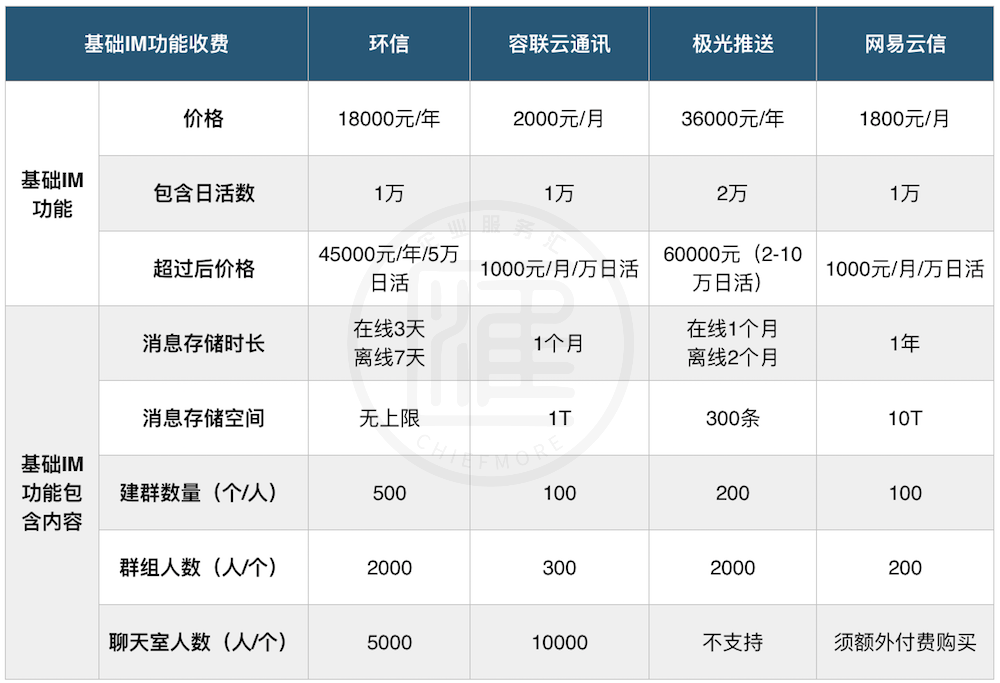 基础IM功能收费 环信 容联云通讯 极光推送 网易云信
价格 18000元/年 2000元/月 36000元/年 1800元/月
基础IM
功能
包含日活数 1万 1万 2万 1万
超过后价格 45000元/年/5万
日活 1000元/月/万日活 60000元（2-10
万日活） 1000元/月/万日活
消息存储时长 在线3天
离线7天 1个月 在线1个月
离线2个月 1年
消息存储空间 无上限 1T 300条 10T
基础IM
功能包
含内容
建群数量（个/人） 500 100 200 100
群组人数（人/个） 2000 300 2000 200
聊天室人数（人/个） 5000 10000 不支持 须额外付费购买
企业服务汇
CHIEFMORE